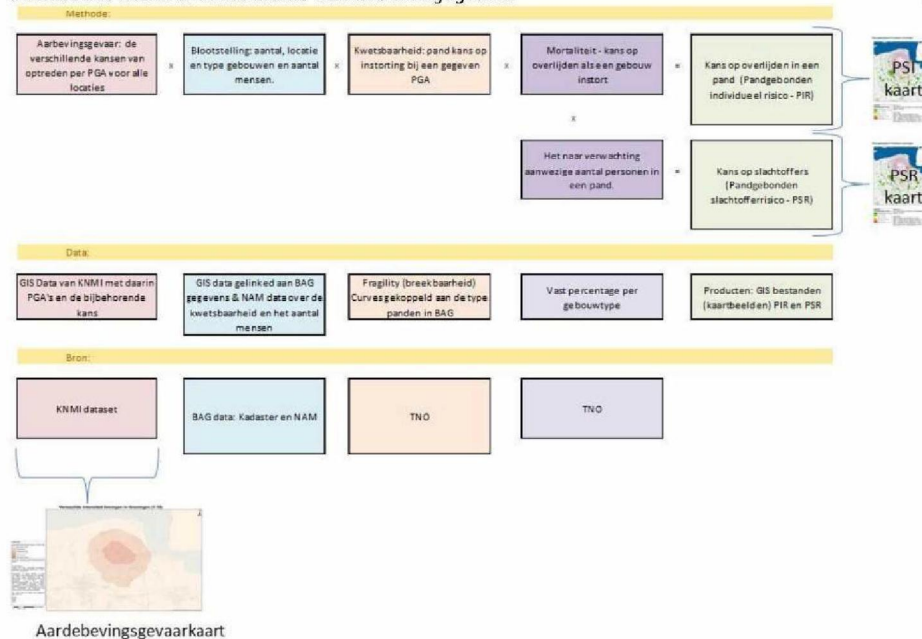 Methode:
Aarbevingsgevaar: de
verschillende kansen van
optreden per PGA voor alle
locaties
x
Blootstelling: aantal, locatie
en type gebouwen en aantal
mensen.
x
Kwetsbaarheid: pand kans op
instorting bij een gegeven
PGA
x
Mortaliteit - kans op
overlijden als een gebouw
instort
=
Kans op overlijden in een
pand (Pandgebonden
individueel risico - PIR)
PSI
kaart
x
Het naar verwachting
aanwezige aantal personen in
een pand.
=
Kans op slachtoffers
(Pandgebonden
slachtofferrisico - PSR)
PSR
kaart
Data:
GIS Data van KNMI met daarin
PGA's en de bijbehorende
kans
GIS data gelinked aan BAG
gegevens & NAM data over de
kwetsbaarheid en het aantal
mensen
Fragility (breekbaarheid)
Curves gekoppeld aan de type
panden in BAG
Vast percentage per
gebouwtype
Producten: GIS bestanden
(kaartbeelden) PIR en PSR
Bron:
KNMI dataset
BAG data: Kadaster en NAM
TNO
TNO
Aardebevingsgevaarkaart